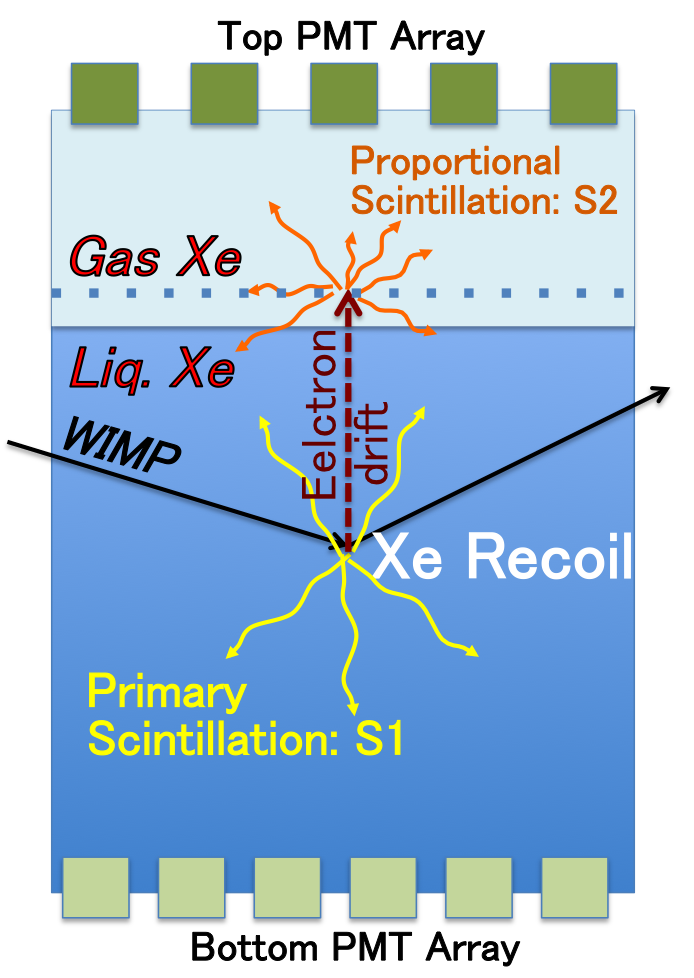 Top PMT Array
Proportional
Scintillation: S2
Gas Xe
Liq. Xe
WIMP
Eelctron
drift
Xe Recoil
Primary
Scintillation: S1
Bottom PMT Array